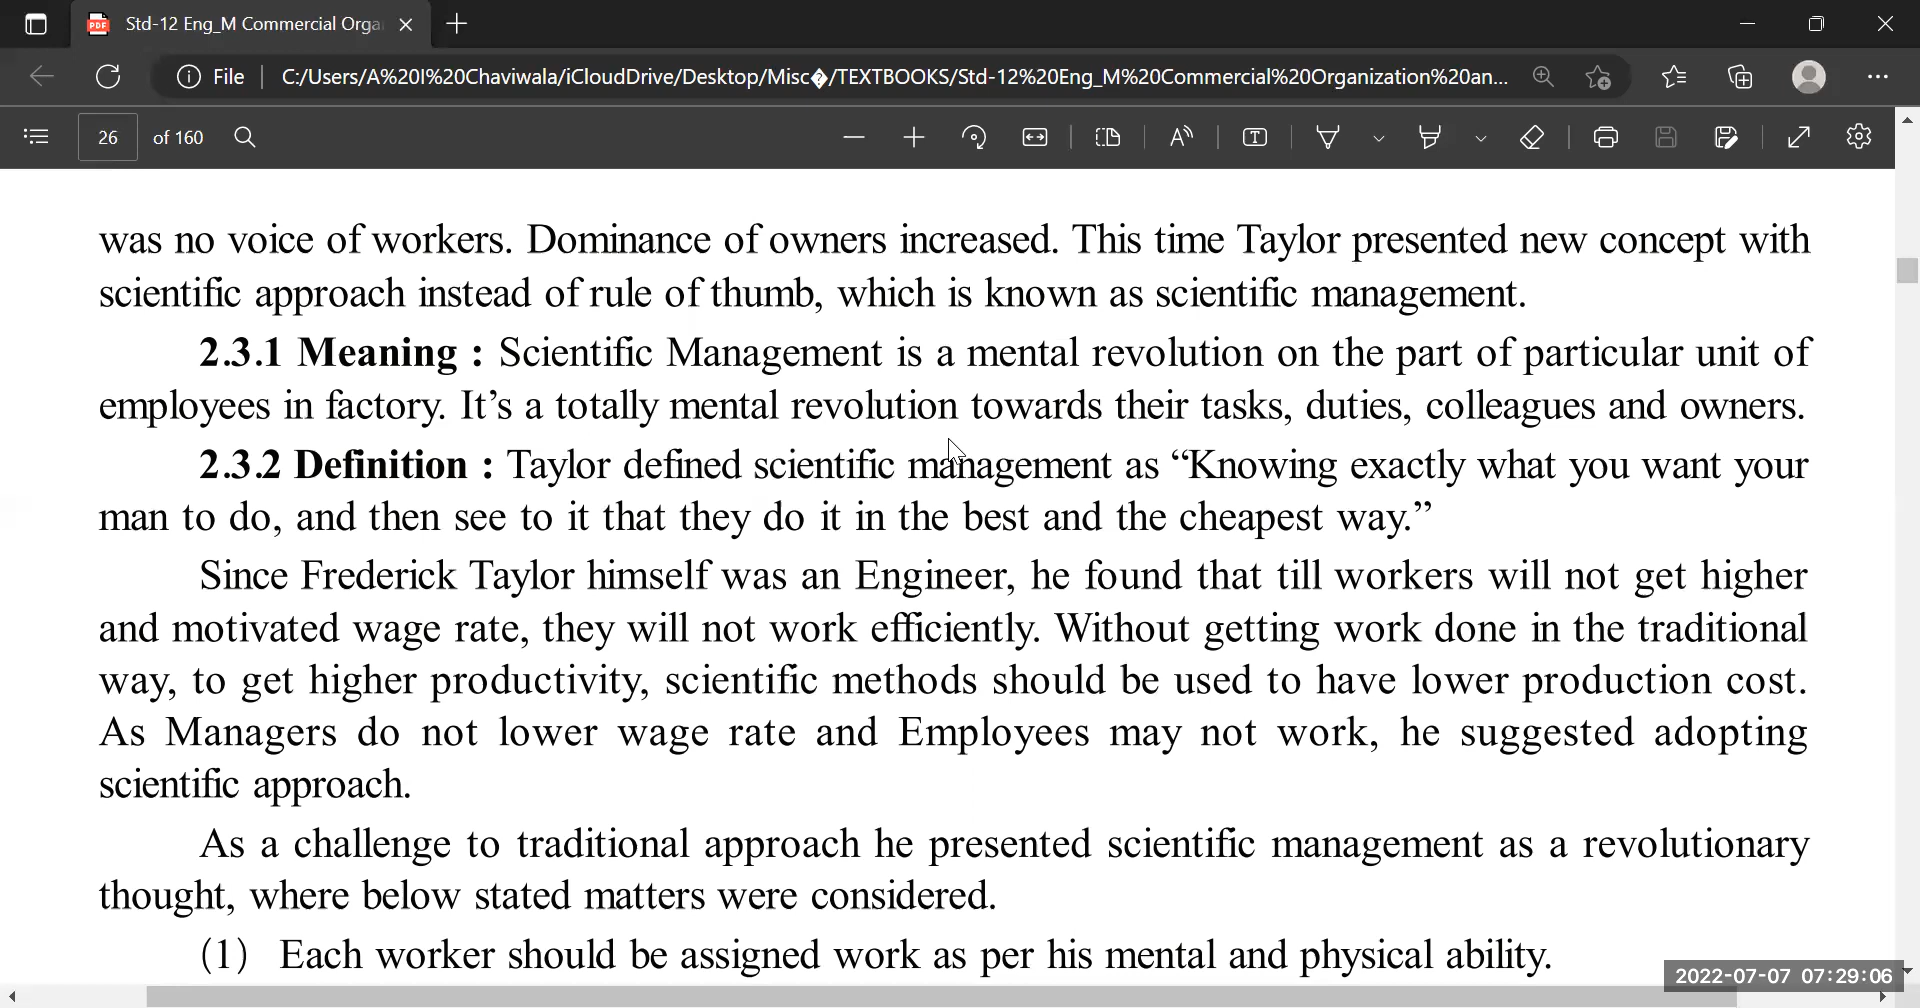 Std-12 Eng_M Commercial Orga
File
C:/Users/A%20I%20Chaviwala/iCloudDrive/Desktop/Misc�/TEXTBOOKS/Std-12%20Eng_M%20Commercial%20Organization%20an...
26 of 160
was no voice of workers. Dominance of owners increased. This time Taylor presented new concept with
scientific approach instead of rule of thumb, which is known as scientific management.
2.3.1 Meaning : Scientific Management is a mental revolution on the part of particular unit of
employees in factory. It’s a totally mental revolution towards their tasks, duties, colleagues and owners.
2.3.2 Definition : Taylor defined scientific management as “Knowing exactly what you want your
man to do, and then see to it that they do it in the best and the cheapest way.”
Since Frederick Taylor himself was an Engineer, he found that till workers will not get higher
and motivated wage rate, they will not work efficiently. Without getting work done in the traditional
way, to get higher productivity, scientific methods should be used to have lower production cost.
As Managers do not lower wage rate and Employees may not work, he suggested adopting
scientific approach.
As a challenge to traditional approach he presented scientific management as a revolutionary
thought, where below stated matters were considered.
(1) Each worker should be assigned work as per his mental and physical ability.
2022-07-07 07:29:06